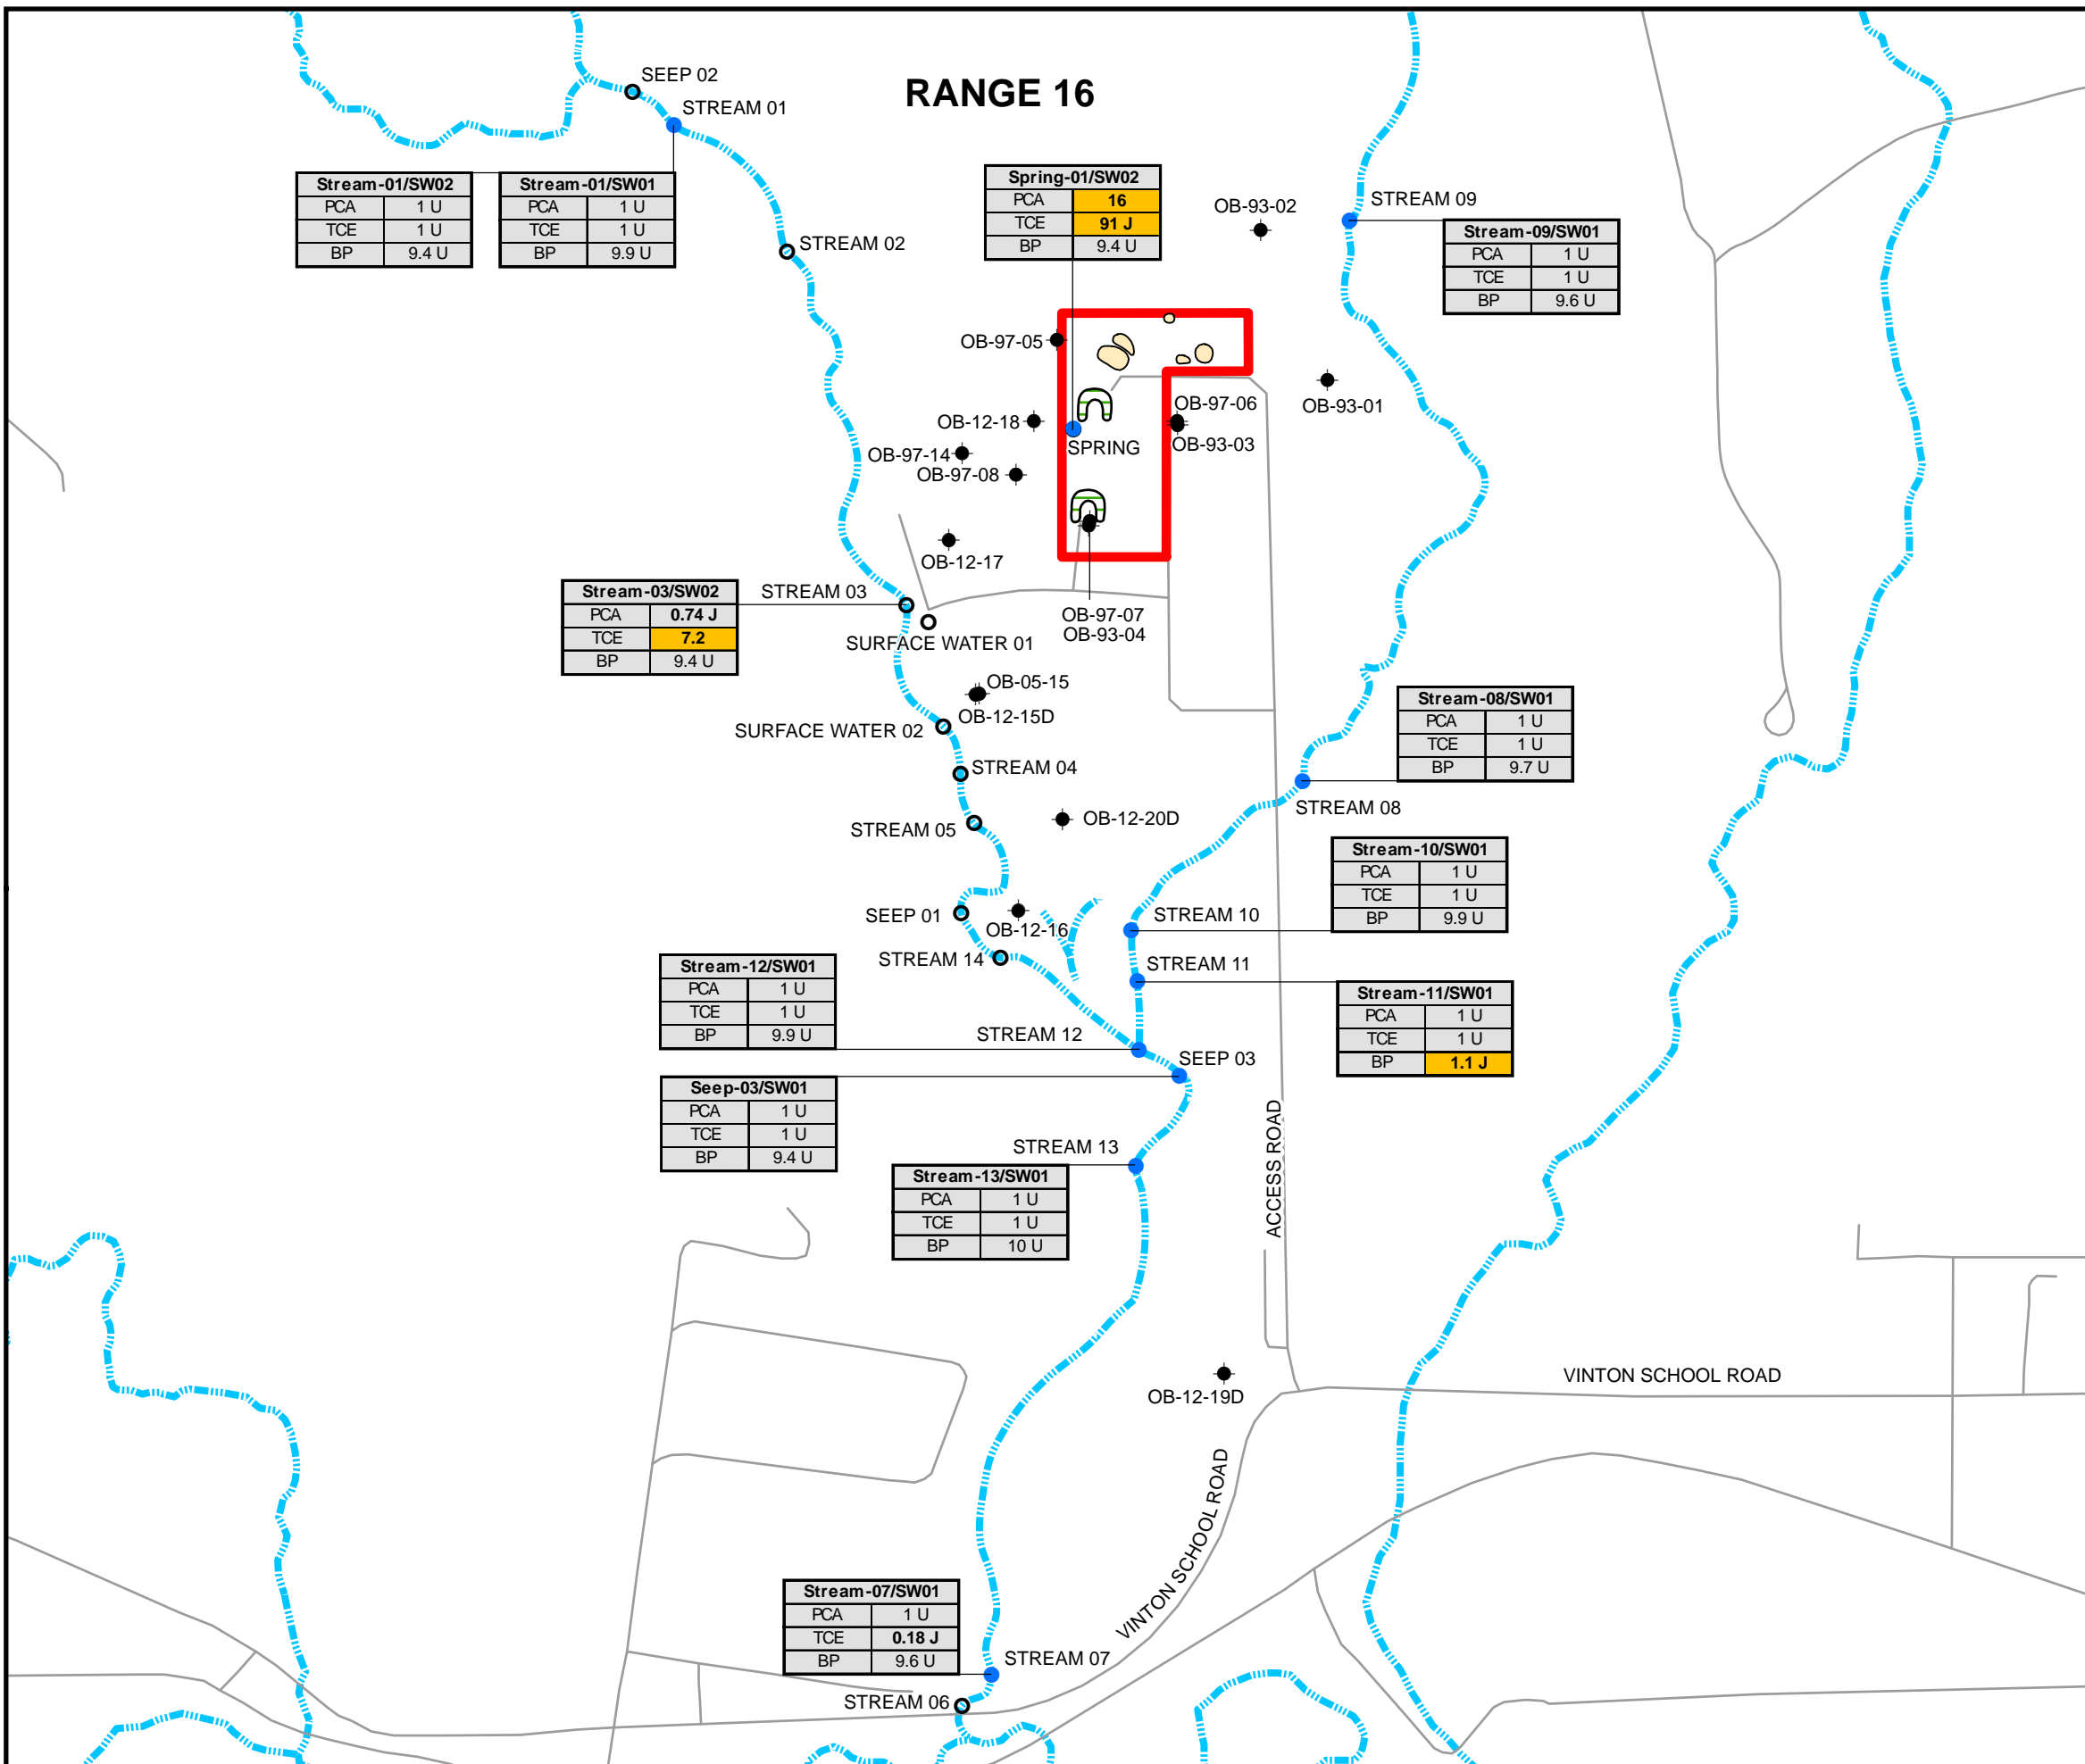 SEEP 02
RANGE 16
STREAM 01
Stream-01/SW02
PCA 1 U
TCE 1 U
BP 9.4 U
Stream-01/SW01
PCA 1 U
TCE 1 U
BP 9.9 U
Spring-01/SW02
PCA 16
TCE 91 J
BP 9.4 U
OB-93-02
STREAM 09
Stream-09/SW01
PCA 1 U
TCE 1 U
BP 9.6 U
STREAM 02
OB-97-05
OB-93-01
OB-97-06
OB-12-18
OB-93-03
SPRING
OB-97-14
OB-97-08
OB-12-17
STREAM 03
Stream-03/SW02
PCA 0.74 J
TCE 7.2
BP 9.4 U
OB-97-07
OB-93-04
SURFACE WATER 01
OB-05-15
OB-12-15D
SURFACE WATER 02
Stream-08/SW01
PCA 1 U
TCE 1 U
BP 9.7 U
STREAM 04
STREAM 08
OB-12-20D
STREAM 05
Stream-10/SW01
PCA 1 U
TCE 1 U
BP 9.9 U
SEEP 01
STREAM 10
OB-12-16
STREAM 14
STREAM 11
Stream-12/SW01
PCA 1 U
TCE 1 U
BP 9.9 U
Stream-11/SW01
PCA 1 U
TCE 1 U
BP 1.1 J
STREAM 12
SEEP 03
Seep-03/SW01
PCA 1 U
TCE 1 U
BP 9.4 U
STREAM 13
Stream-13/SW01
PCA 1 U
TCE 1 U
BP 10 U
ACCESS ROAD
VINTON SCHOOL ROAD
OB-12-19D
VINTON SCHOOL ROAD
Stream-07/SW01
PCA 1 U
TCE 0.18 J
BP 9.6 U
STREAM 07
STREAM 06